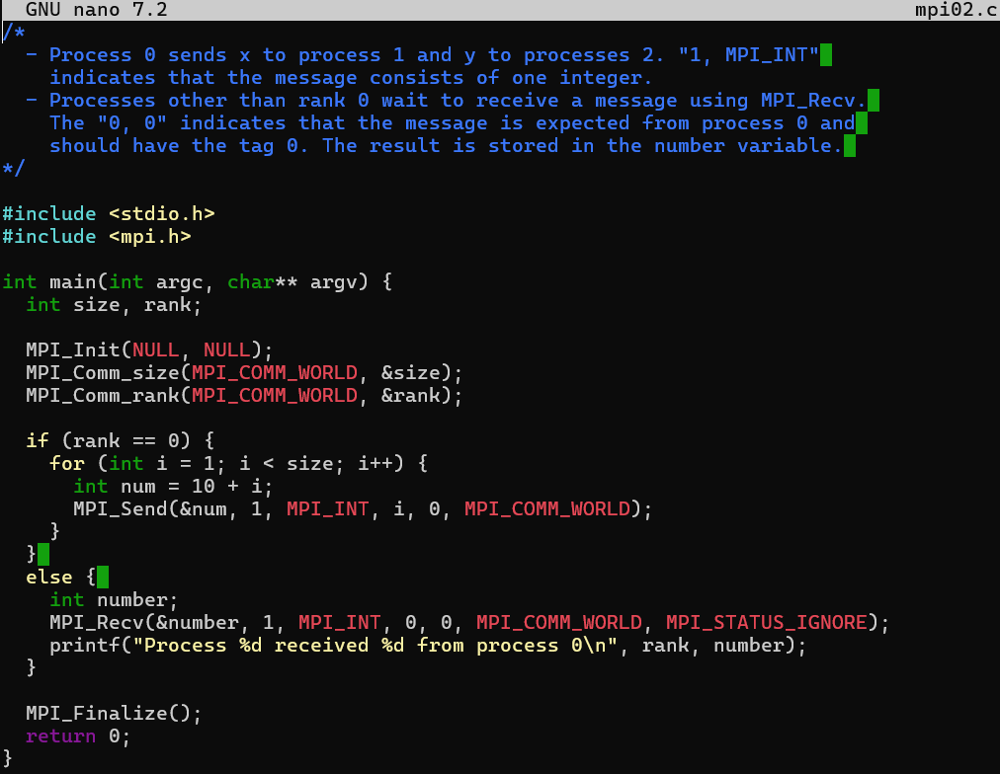 GNU nano 7.2 mpi02.c
/*
  - Process 0 sends x to process 1 and y to processes 2. "1, MPI_INT"
    indicates that the message consists of one integer.
  - Processes other than rank 0 wait to receive a message using MPI_Recv.
    The "0, 0" indicates that the message is expected from process 0 and
    should have the tag 0. The result is stored in the number variable.
*/

#include <stdio.h>
#include <mpi.h>

int main(int argc, char** argv) {
  int size, rank;

  MPI_Init(NULL, NULL);
  MPI_Comm_size(MPI_COMM_WORLD, &size);
  MPI_Comm_rank(MPI_COMM_WORLD, &rank);

  if (rank == 0) {
    for (int i = 1; i < size; i++) {
      int num = 10 + i;
      MPI_Send(&num, 1, MPI_INT, i, 0, MPI_COMM_WORLD);
    }
  }
  else {
    int number;
    MPI_Recv(&number, 1, MPI_INT, 0, 0, MPI_COMM_WORLD, MPI_STATUS_IGNORE);
    printf("Process %d received %d from process 0\n", rank, number);
  }

  MPI_Finalize();
  return 0;
}